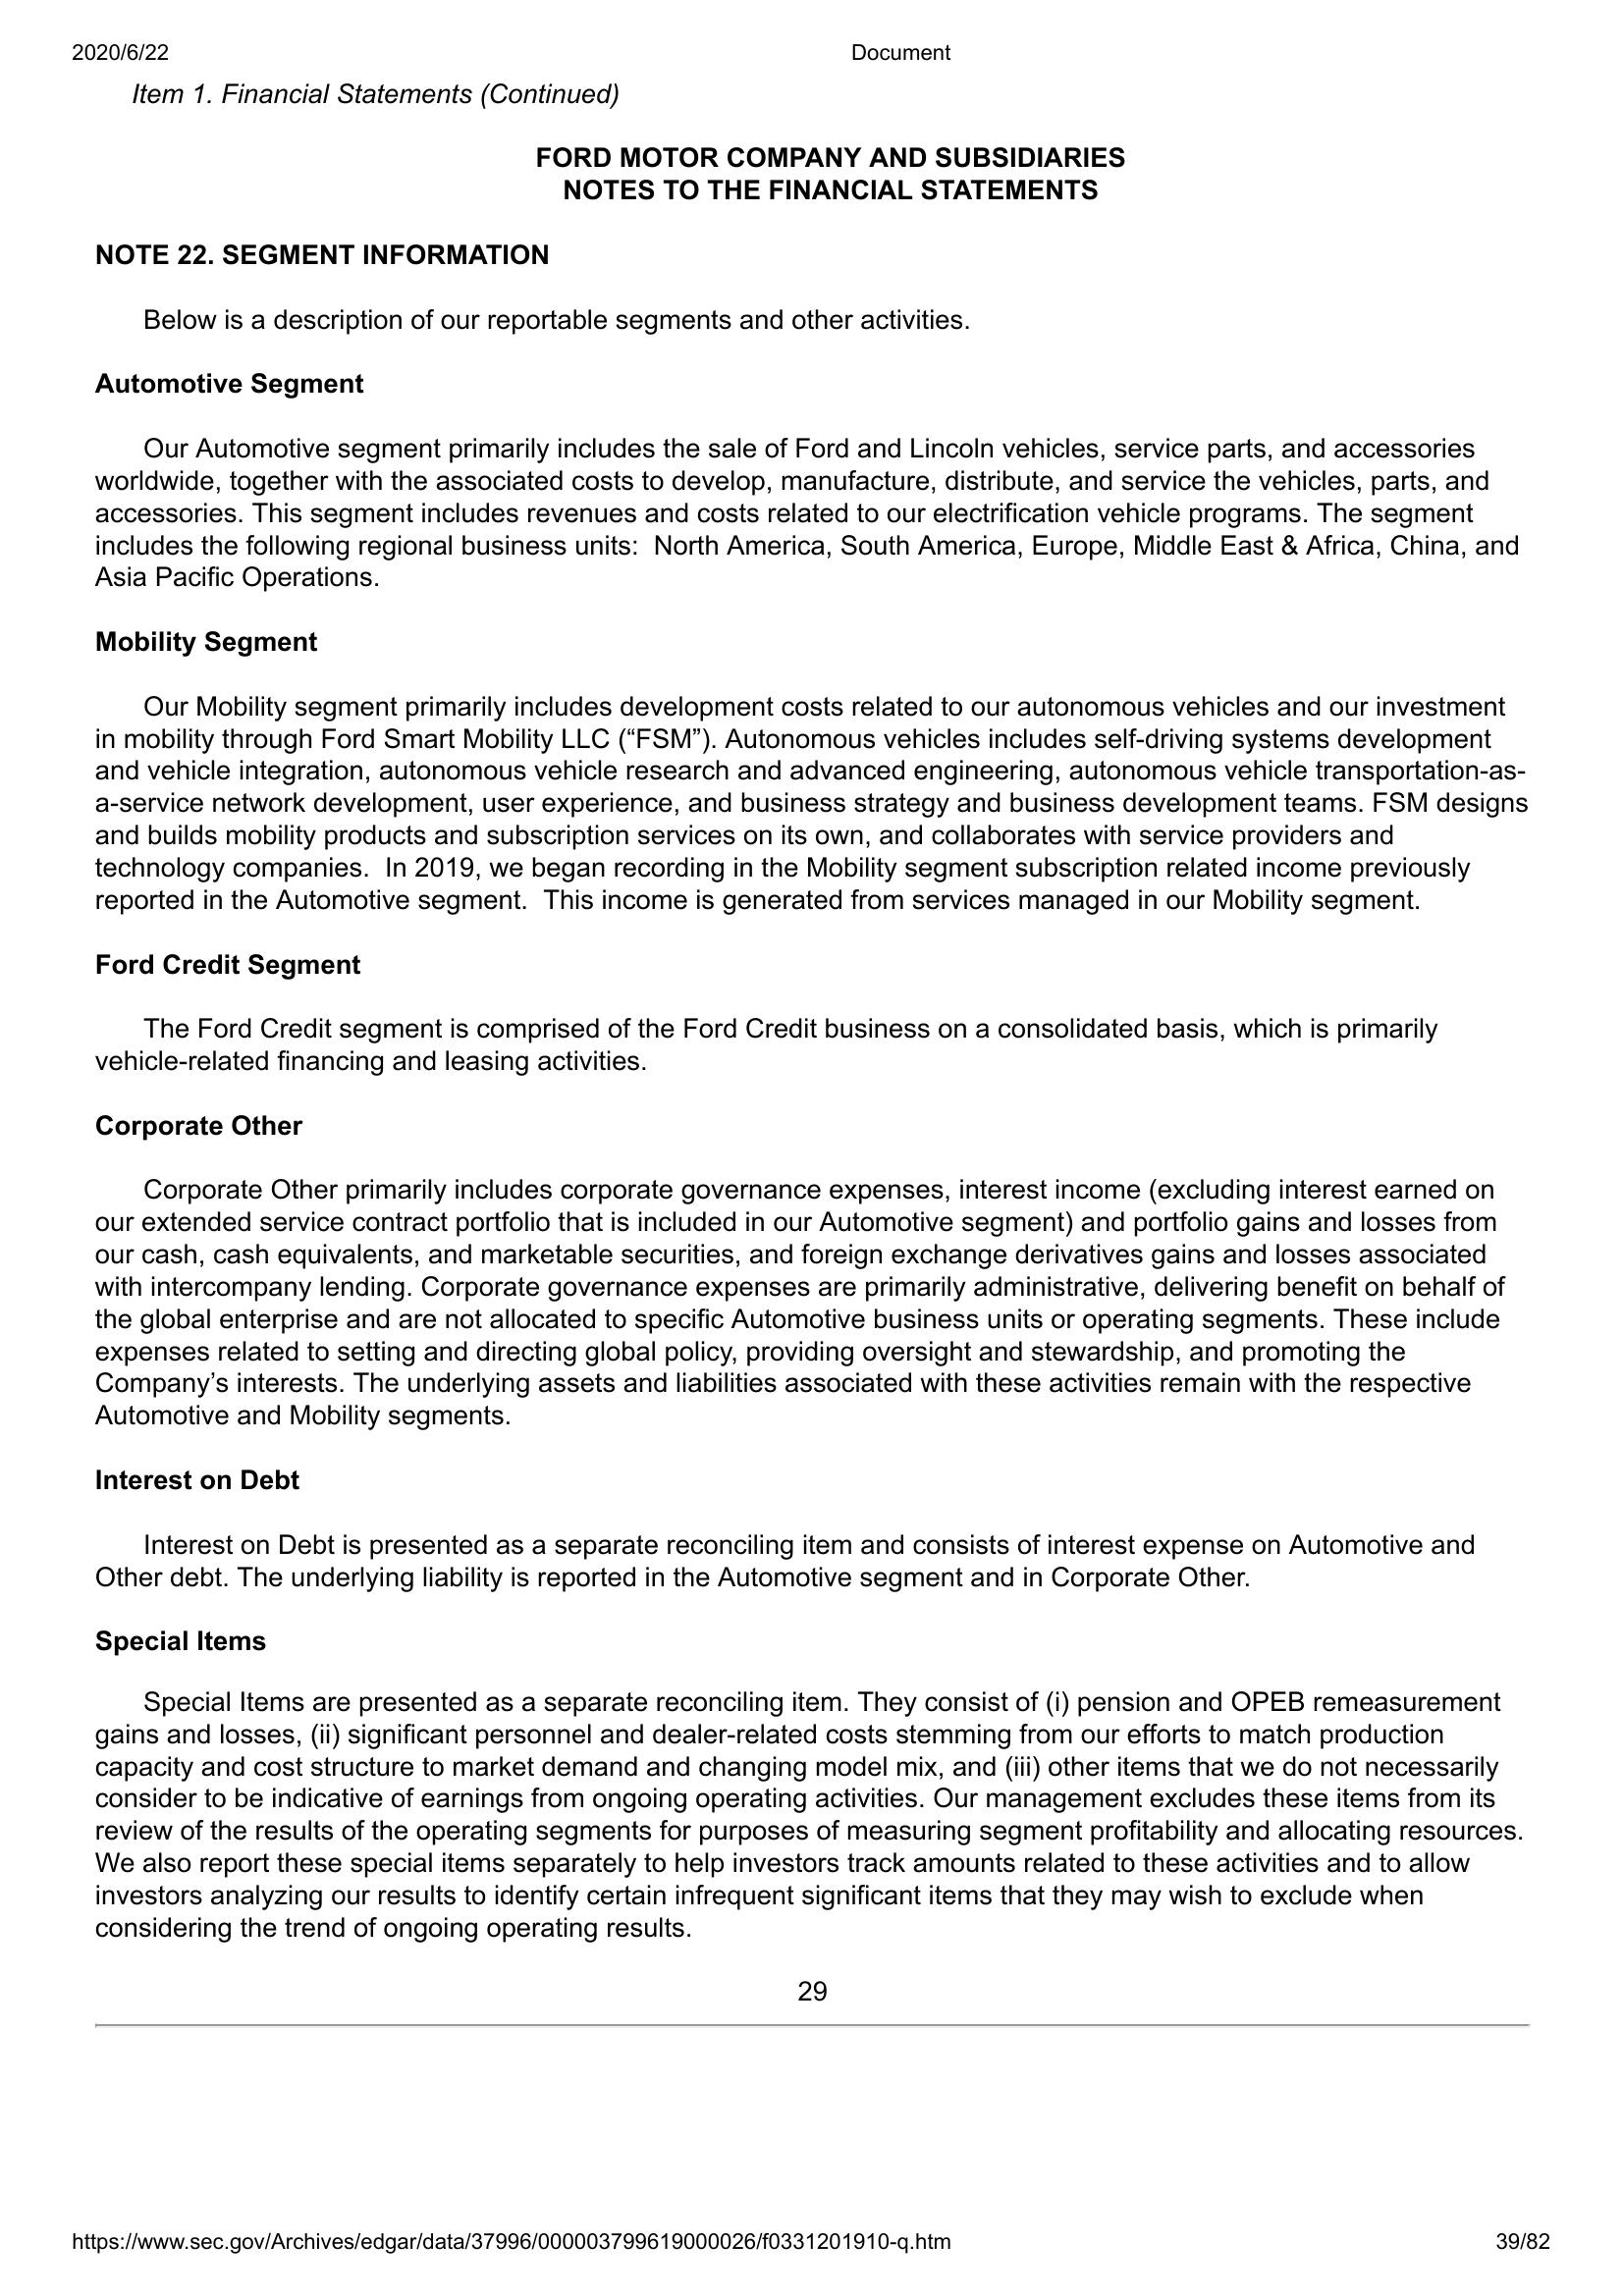 2020/6/22 Document
Item 1. Financial Statements (Continued)
FORD MOTOR COMPANY AND SUBSIDIARIES
NOTES TO THE FINANCIAL STATEMENTS
NOTE 22. SEGMENT INFORMATION
Below is a description of our reportable segments and other activities.
Automotive Segment
Our Automotive segment primarily includes the sale of Ford and Lincoln vehicles, service parts, and accessories
worldwide, together with the associated costs to develop, manufacture, distribute, and service the vehicles, parts, and
accessories. This segment includes revenues and costs related to our electrification vehicle programs. The segment
includes the following regional business units:  North America, South America, Europe, Middle East & Africa, China, and
Asia Pacific Operations.
Mobility Segment
Our Mobility segment primarily includes development costs related to our autonomous vehicles and our investment
in mobility through Ford Smart Mobility LLC (“FSM”). Autonomous vehicles includes self-driving systems development
and vehicle integration, autonomous vehicle research and advanced engineering, autonomous vehicle transportation-as-
a-service network development, user experience, and business strategy and business development teams. FSM designs
and builds mobility products and subscription services on its own, and collaborates with service providers and
technology companies.  In 2019, we began recording in the Mobility segment subscription related income previously
reported in the Automotive segment.  This income is generated from services managed in our Mobility segment.
Ford Credit Segment
The Ford Credit segment is comprised of the Ford Credit business on a consolidated basis, which is primarily
vehicle-related financing and leasing activities.
Corporate Other
Corporate Other primarily includes corporate governance expenses, interest income (excluding interest earned on
our extended service contract portfolio that is included in our Automotive segment) and portfolio gains and losses from
our cash, cash equivalents, and marketable securities, and foreign exchange derivatives gains and losses associated
with intercompany lending. Corporate governance expenses are primarily administrative, delivering benefit on behalf of
the global enterprise and are not allocated to specific Automotive business units or operating segments. These include
expenses related to setting and directing global policy, providing oversight and stewardship, and promoting the
Company’s interests. The underlying assets and liabilities associated with these activities remain with the respective
Automotive and Mobility segments.
Interest on Debt
Interest on Debt is presented as a separate reconciling item and consists of interest expense on Automotive and
Other debt. The underlying liability is reported in the Automotive segment and in Corporate Other.
Special Items
Special Items are presented as a separate reconciling item. They consist of (i) pension and OPEB remeasurement
gains and losses, (ii) significant personnel and dealer-related costs stemming from our efforts to match production
capacity and cost structure to market demand and changing model mix, and (iii) other items that we do not necessarily
consider to be indicative of earnings from ongoing operating activities. Our management excludes these items from its
review of the results of the operating segments for purposes of measuring segment profitability and allocating resources.
We also report these special items separately to help investors track amounts related to these activities and to allow
investors analyzing our results to identify certain infrequent significant items that they may wish to exclude when
considering the trend of ongoing operating results.
29
https://www.sec.gov/Archives/edgar/data/37996/000003799619000026/f0331201910-q.htm 39/82